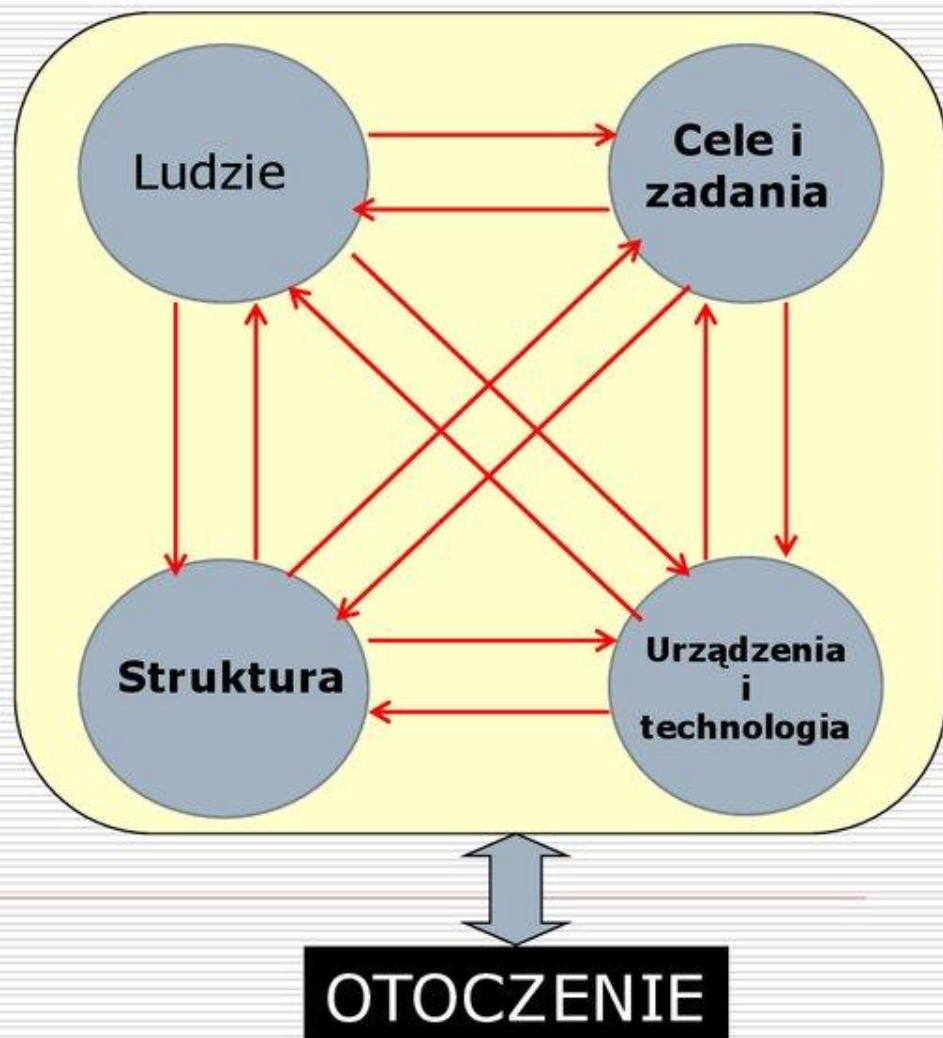 Ludzie
Cele i
zadania
Struktura
Urządzenia
i
technologia
OTOCZENIE